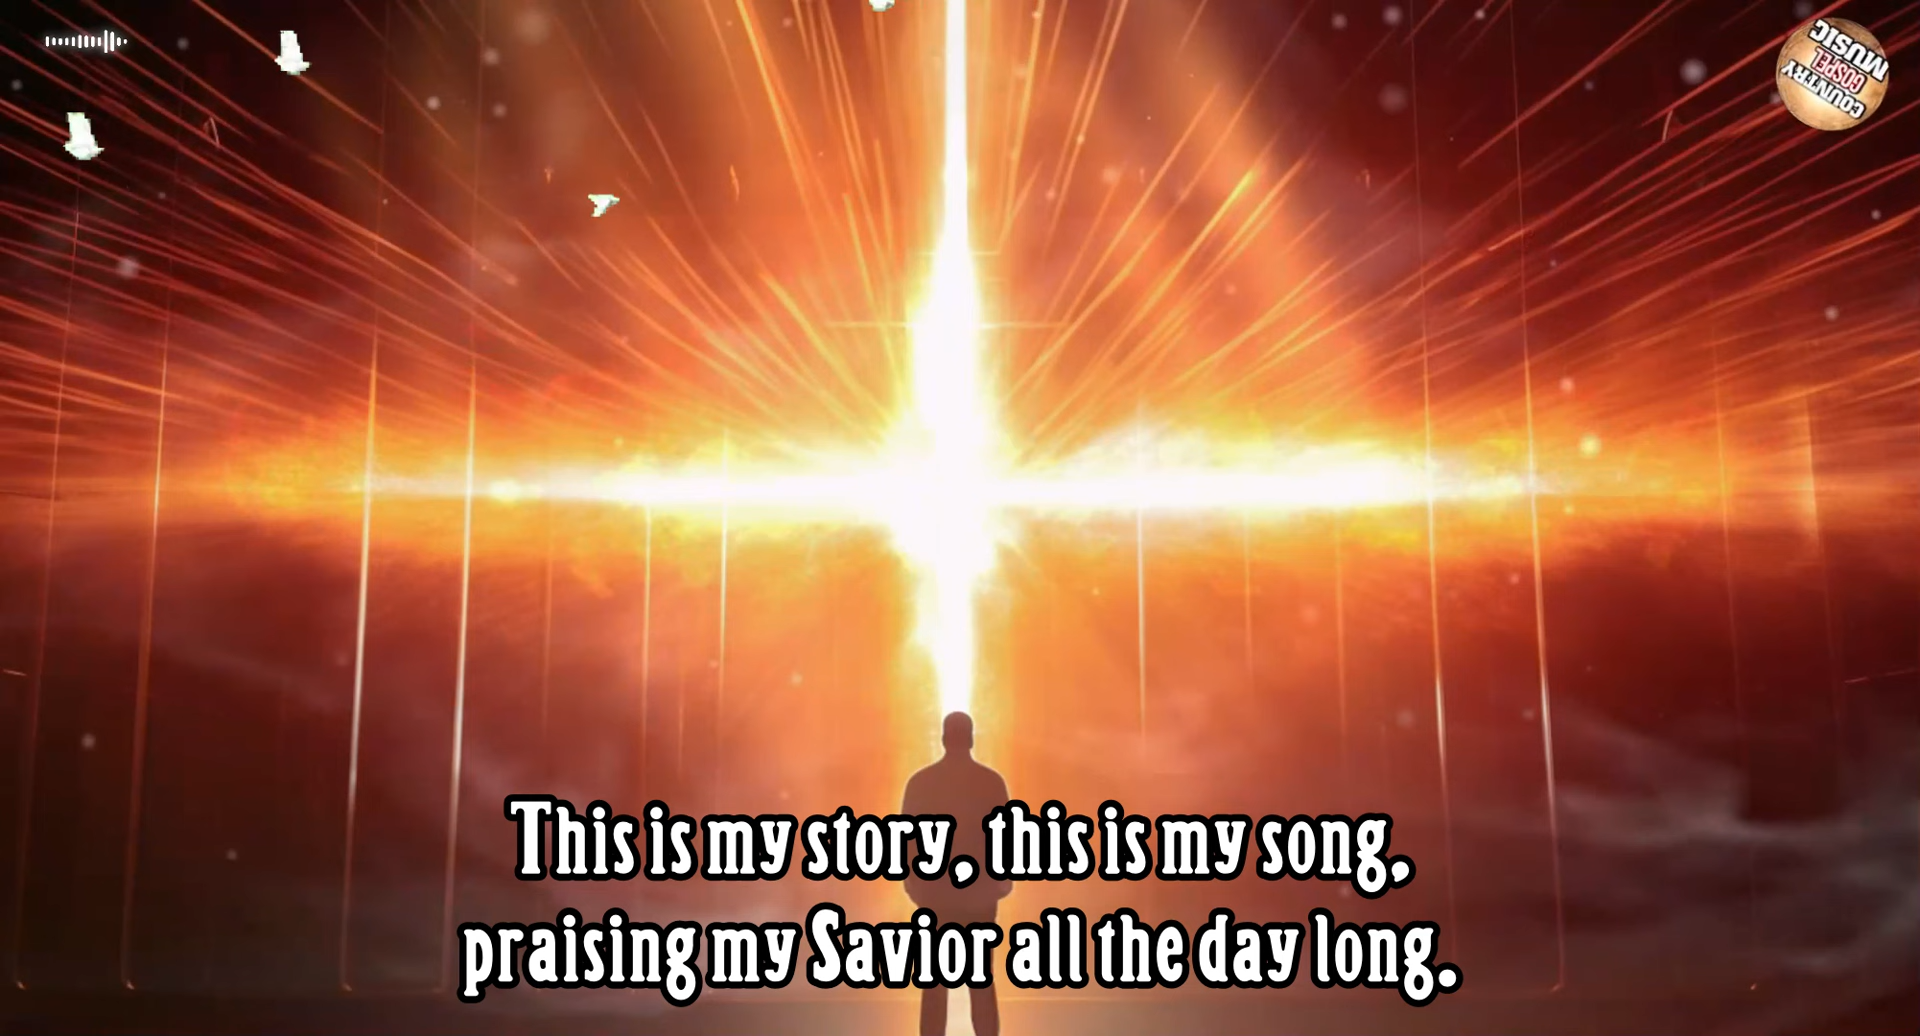 COUNTRY
GOSPEL
MUSIC
This is my story, this is my song,
praising my Savior all the day long.